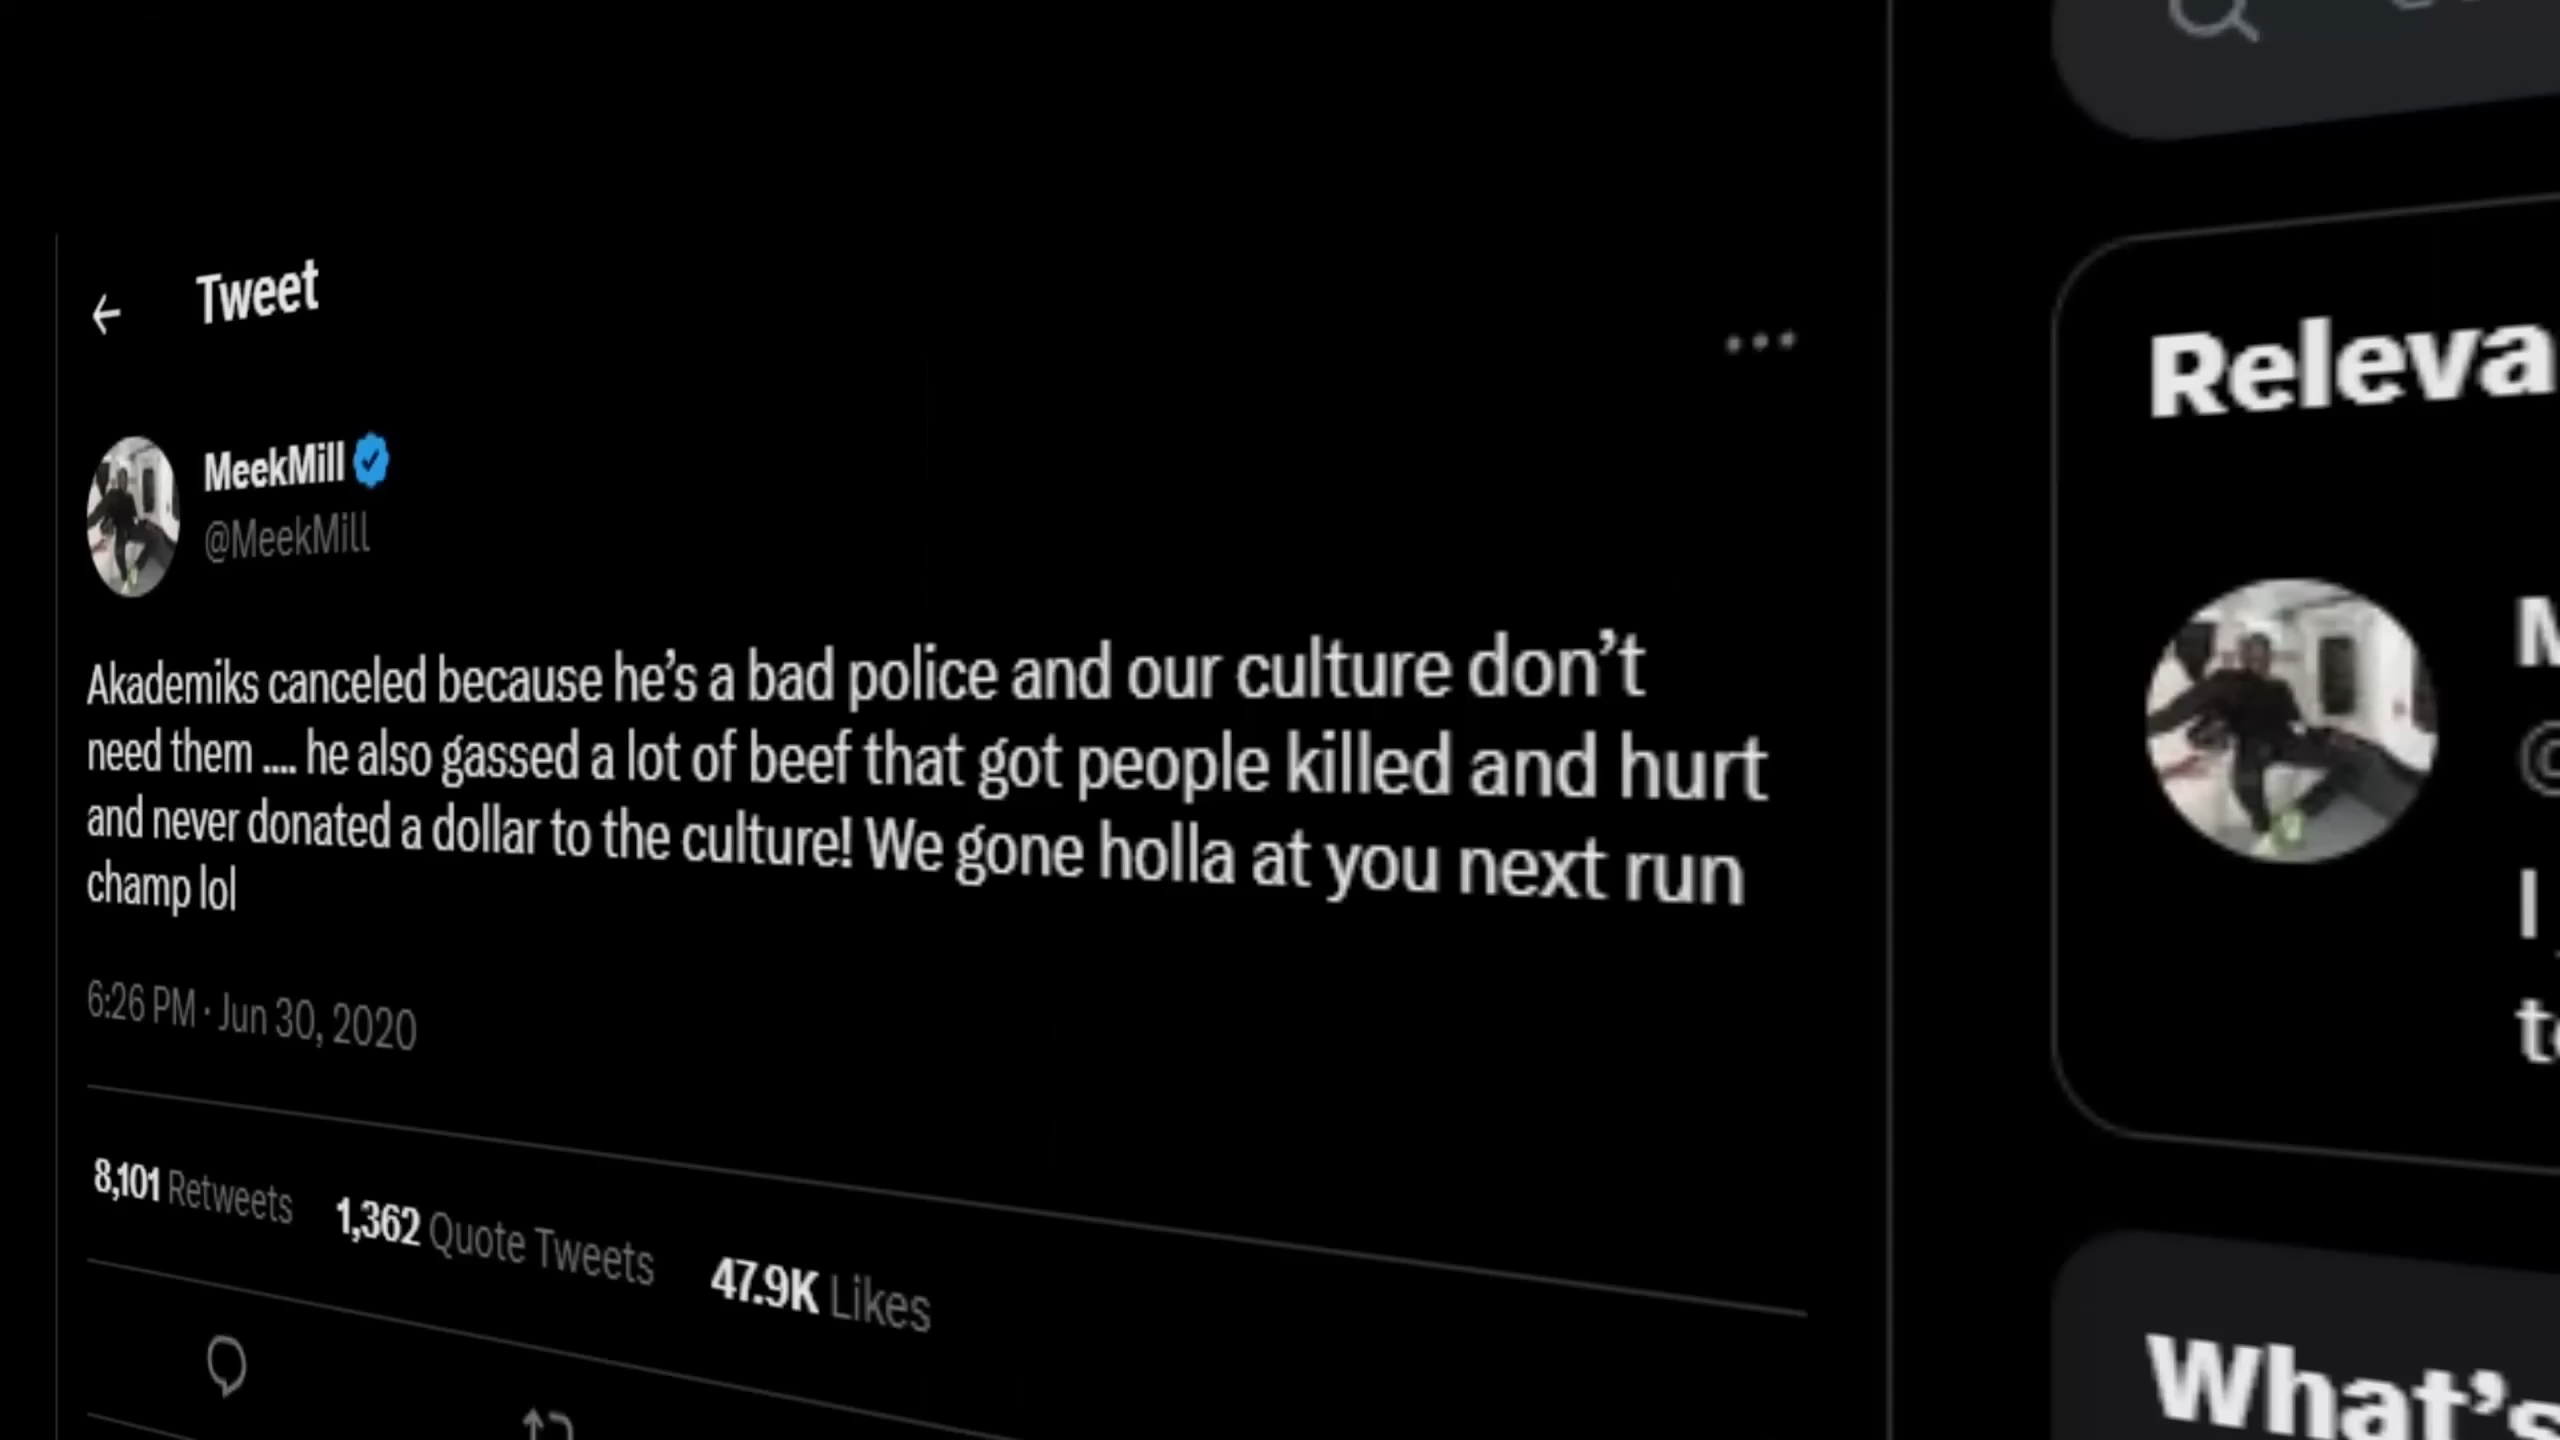 Tweet
MeekMill
@MeekMill
Akademiks canceled because he’s a bad police and our culture don’t
need them .... he also gassed a lot of beef that got people killed and hurt
and never donated a dollar to the culture! We gone holla at you next run
champ lol
6:26 PM · Jun 30, 2020
8,101 Retweets 1,362 Quote Tweets 47.9K Likes
Releva
M
@
I
What’s